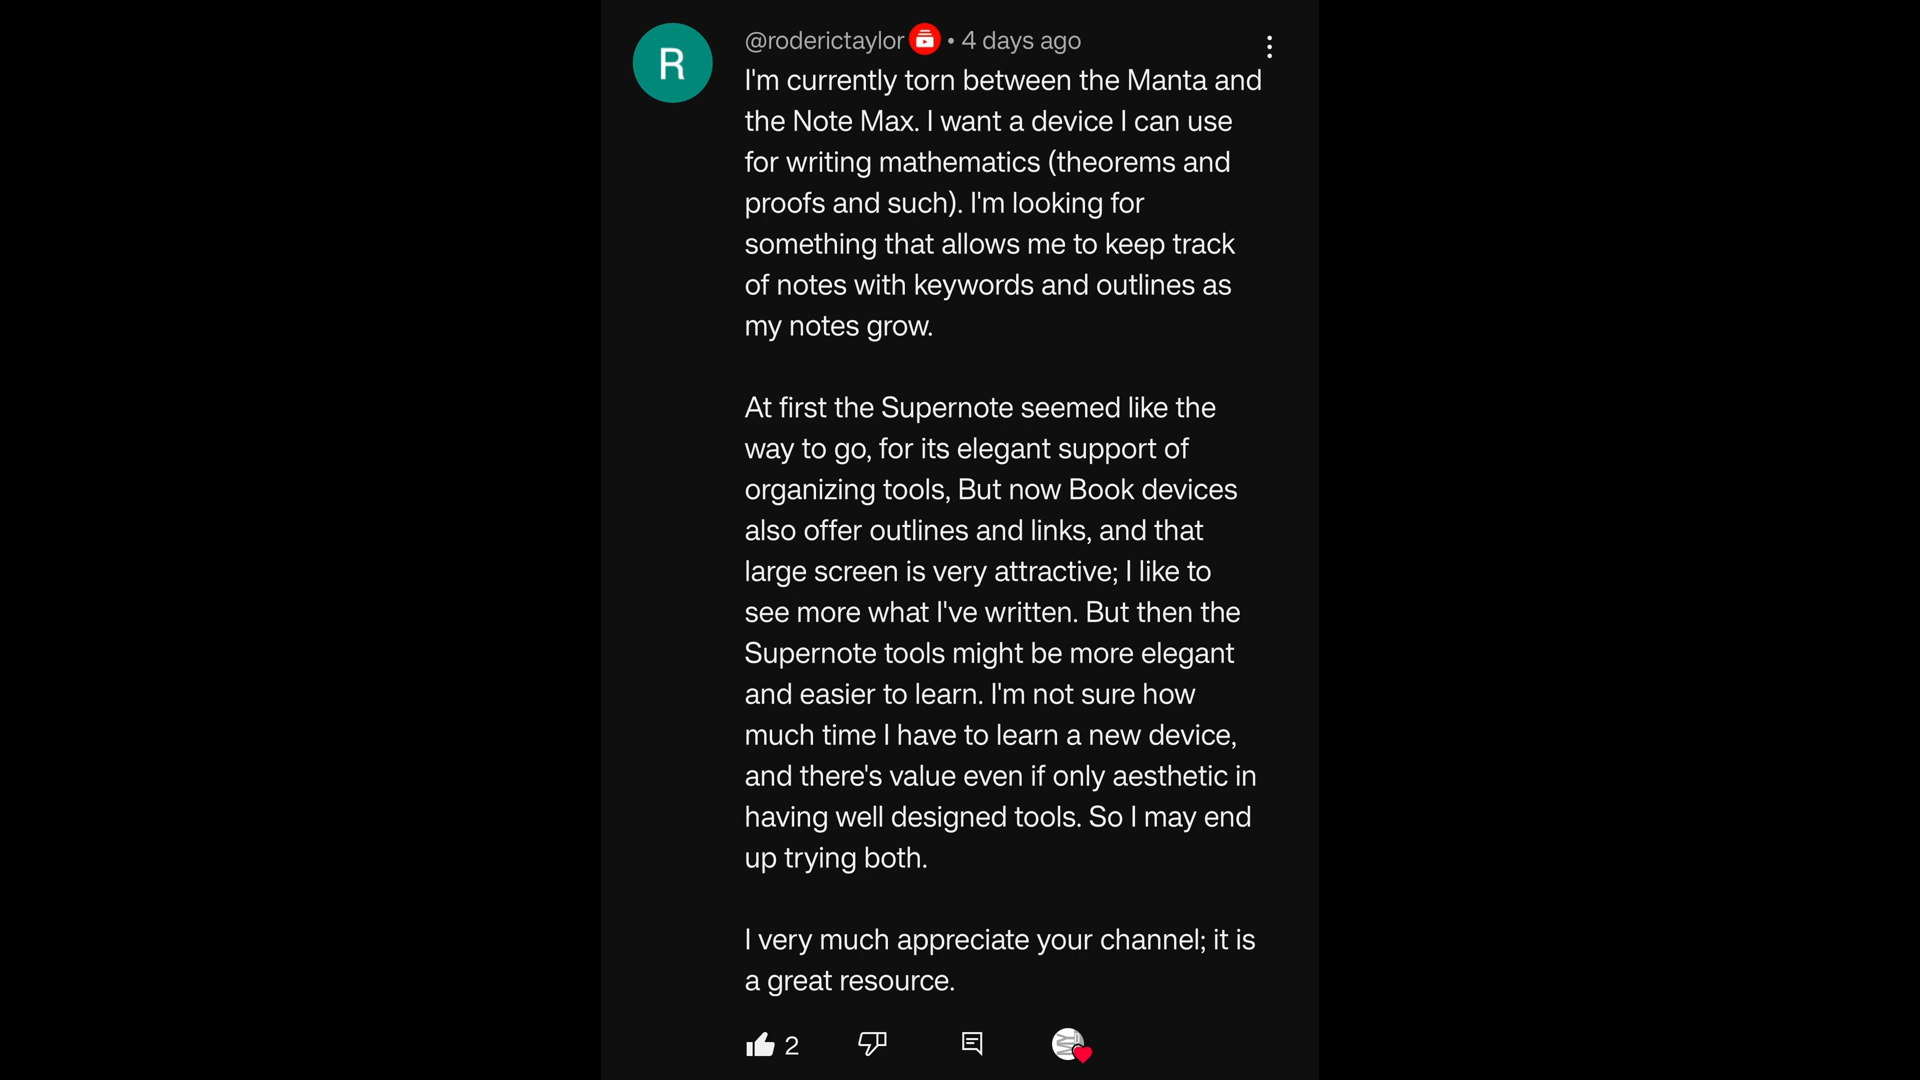 R
@roderictaylor • 4 days ago
I'm currently torn between the Manta and
the Note Max. I want a device I can use
for writing mathematics (theorems and
proofs and such). I'm looking for
something that allows me to keep track
of notes with keywords and outlines as
my notes grow.
At first the Supernote seemed like the
way to go, for its elegant support of
organizing tools, But now Book devices
also offer outlines and links, and that
large screen is very attractive; I like to
see more what I've written. But then the
Supernote tools might be more elegant
and easier to learn. I'm not sure how
much time I have to learn a new device,
and there's value even if only aesthetic in
having well designed tools. So I may end
up trying both.
I very much appreciate your channel; it is
a great resource.
2